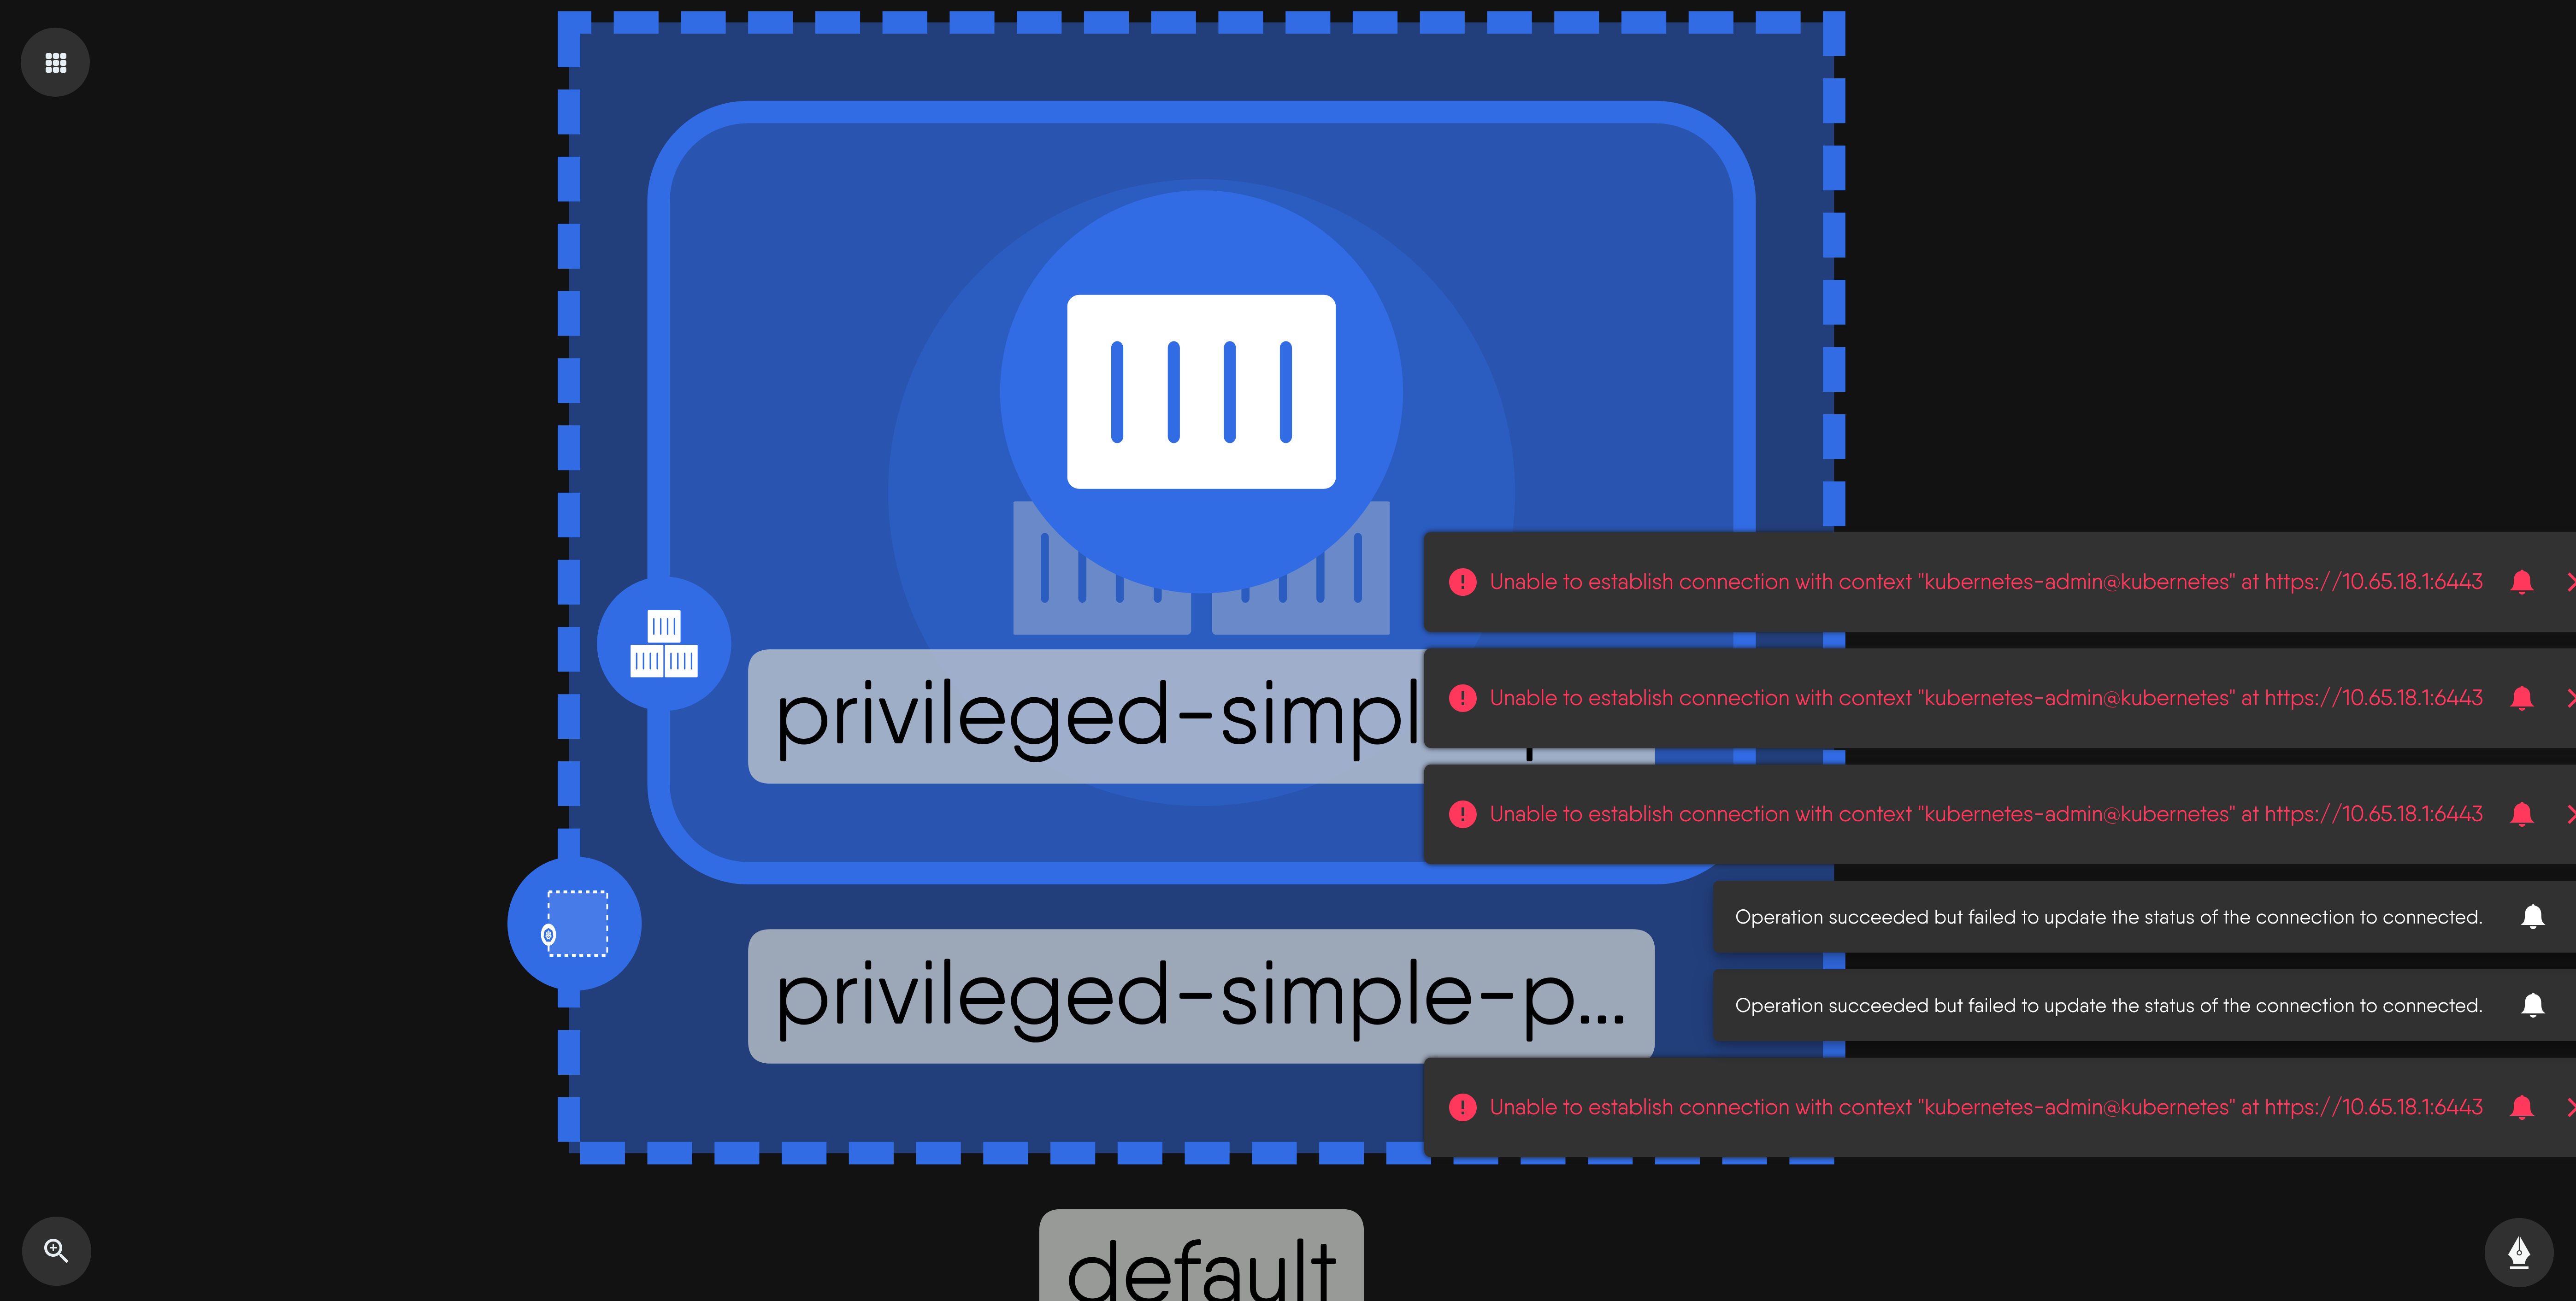 Unable to establish connection with context "kubernetes-admin@kubernetes" at https://10.65.18.1:6443
privileged-simpl
Unable to establish connection with context "kubernetes-admin@kubernetes" at https://10.65.18.1:6443
Unable to establish connection with context "kubernetes-admin@kubernetes" at https://10.65.18.1:6443
Operation succeeded but failed to update the status of the connection to connected.
privileged-simple-p...
Operation succeeded but failed to update the status of the connection to connected.
Unable to establish connection with context "kubernetes-admin@kubernetes" at https://10.65.18.1:6443
default